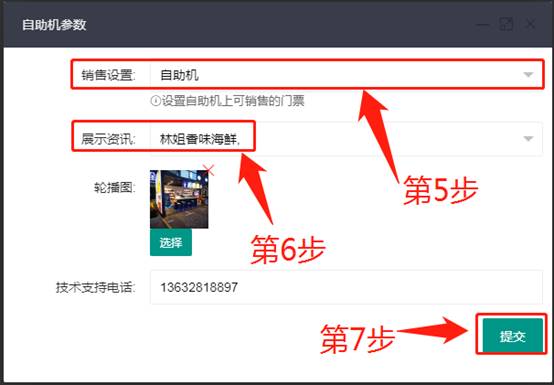 自助机参数
销售设置: 自助机
设置自助机上可销售的门票
展示资讯: 林姐香味海鲜,
轮播图:
第5步
选择
第6步
技术支持电话: 13632818897
第7步
提交